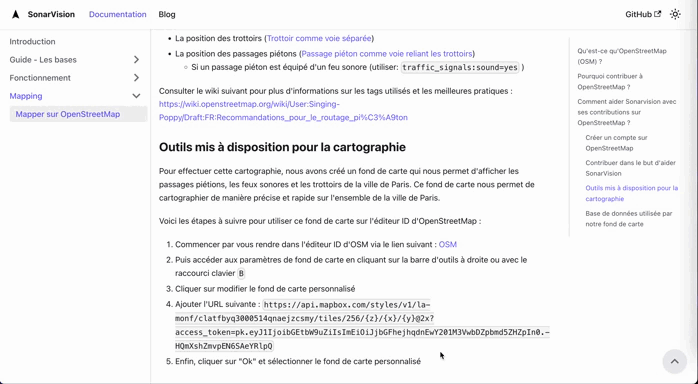 SonarVision Documentation Blog GitHub
Introduction
Guide - Les bases
Fonctionnement
Mapping
Mapper sur OpenStreetMap
La position des trottoirs (Trottoir comme voie séparée)
La position des passages piétons (Passage piéton comme voie reliant les trottoirs)
Si un passage piéton est équipé d'un feu sonore (utiliser: traffic_signals:sound=yes )
Consulter le wiki suivant pour plus d'informations sur les tags utilisés et les meilleures pratiques :
https://wiki.openstreetmap.org/wiki/User:Singing-
Poppy/Draft:FR:Recommandations_pour_le_routage_pi%C3%A9ton
Outils mis à disposition pour la cartographie
Pour effectuer cette cartographie, nous avons créé un fond de carte qui nous permet d'afficher les
passages piétions, les feux sonores et les trottoirs de la ville de Paris. Ce fond de carte nous permet de
cartographier de manière précise et rapide sur l'ensemble de la ville de Paris.
Voici les étapes à suivre pour utiliser ce fond de carte sur l'éditeur ID d'OpenStreetMap :
1. Commencer par vous rendre dans l'éditeur ID d'OSM via le lien suivant : OSM
2. Puis accéder aux paramètres de fond de carte en cliquant sur la barre d'outils à droite ou avec le
raccourci clavier B
3. Cliquer sur modifier le fond de carte personnalisé
4. Ajouter l'URL suivante : https://api.mapbox.com/styles/v1/la-
monf/clatfbyq3000514qnaejzcsmy/tiles/256/{z}/{x}/{y}@2x?
5. Enfin, cliquer sur "Ok" et sélectionner le fond de carte personnalisé
Qu'est-ce qu'OpenStreetMap
(OSM) ?
Pourquoi contribuer à
OpenStreetMap ?
Comment aider Sonarvision avec
ses contributions sur
OpenStreetMap ?
Créer un compte sur
OpenStreetMap
Contribuer dans le but d'aider
SonarVision
Outils mis à disposition pour la
cartographie
Base de données utilisée par
notre fond de carte